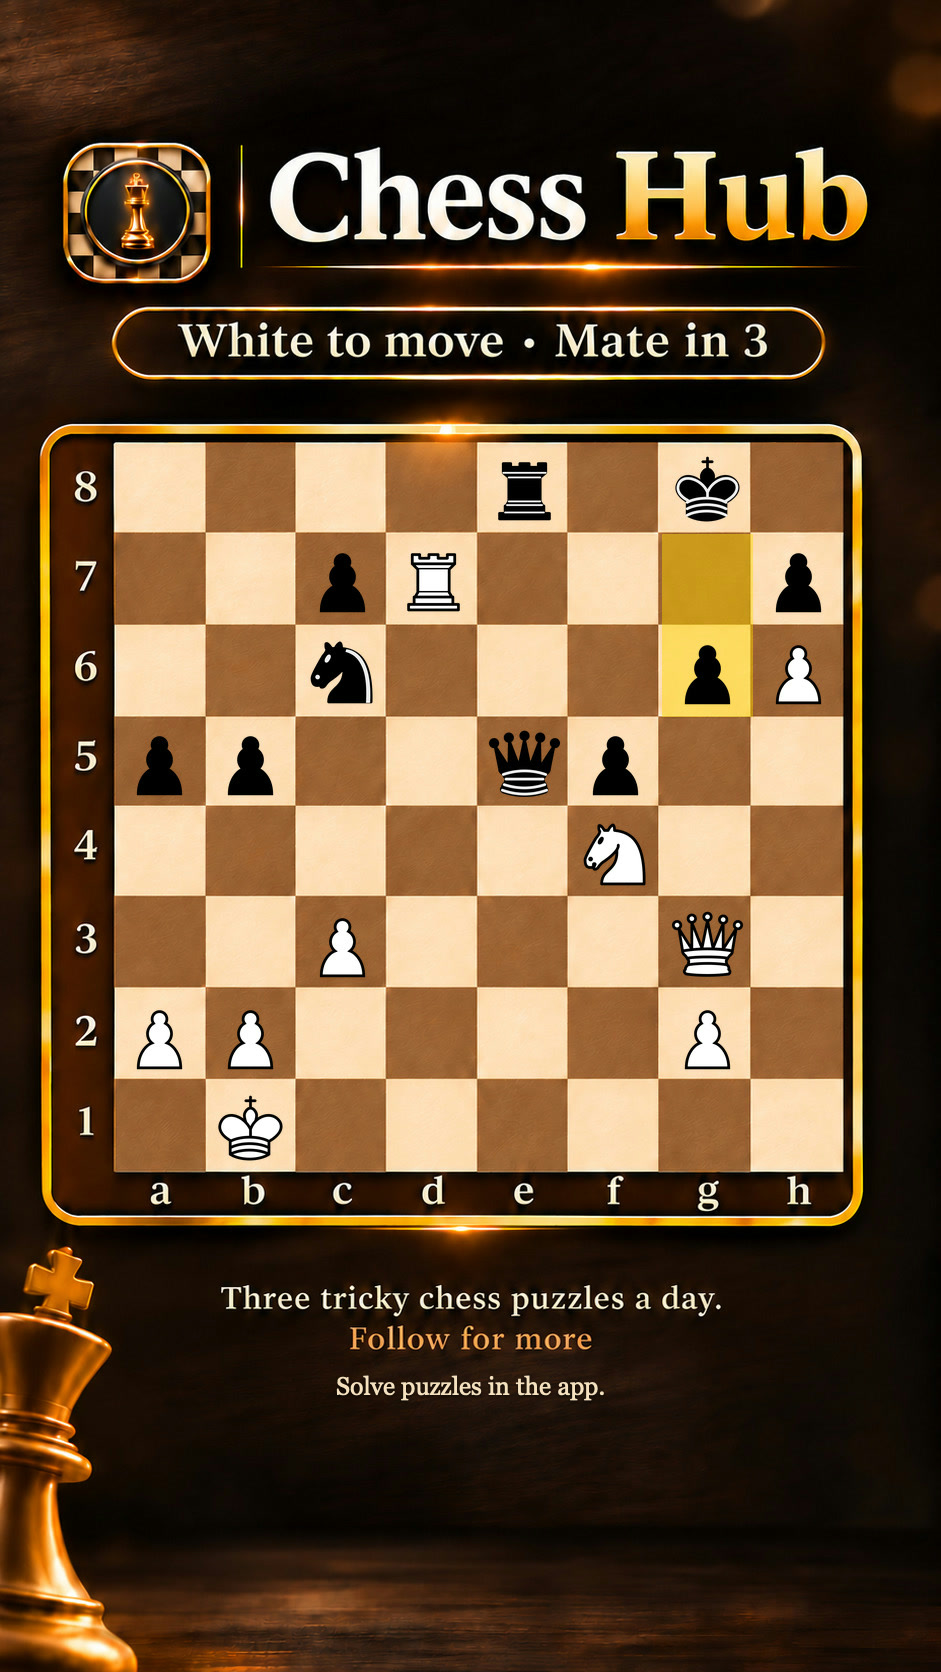 Chess Hub
White to move • Mate in 3
8
7
6
5
4
3
2
1
a b c d e f g h
Three tricky chess puzzles a day.
Follow for more
Solve puzzles in the app.